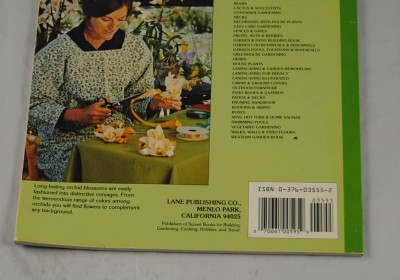 BEAMS
CACTUS & SUCCULENTS
CONTAINER GARDENING
DECKS
DECORATING WITH HOUSE PLANTS
EASY-CARE GARDENING
FENCES & GATES
FRUITS, NUTS & BERRIES
GARDEN & PATIO BUILDING BOOK
GARDEN COLOR: ANNUALS & PERENNIALS
GARDEN POOLS, FOUNTAINS & WATERFALLS
GREENHOUSE GARDENING
HERBS
HOUSE PLANTS
LANDSCAPING & GARDEN REMODELING
LANDSCAPING FOR PRIVACY
LANDSCAPING ILLUSTRATED
LAWNS & GROUND COVERS
OUTDOOR FURNITURE
PATIO ROOFS & GAZEBOS
PATIOS & DECKS
PRUNING HANDBOOK
ROOFING & SIDING
ROSES
SPAS, HOT TUBS & HOME SAUNAS
SWIMMING POOLS
VEGETABLE GARDENING
WALKS, WALLS & PATIO FLOORS
WESTERN GARDEN BOOK
Long-lasting orchid blossoms are easily
fashioned into distinctive corsages. From
the tremendous range of colors among
orchids you will find flowers to complement
any background.
LANE PUBLISHING CO.,
MENLO PARK,
CALIFORNIA 94025
Publishers of Sunset Books for Building,
Gardening, Cooking, Hobbies, and Travel
ISBN 0-376-03555-2
03555